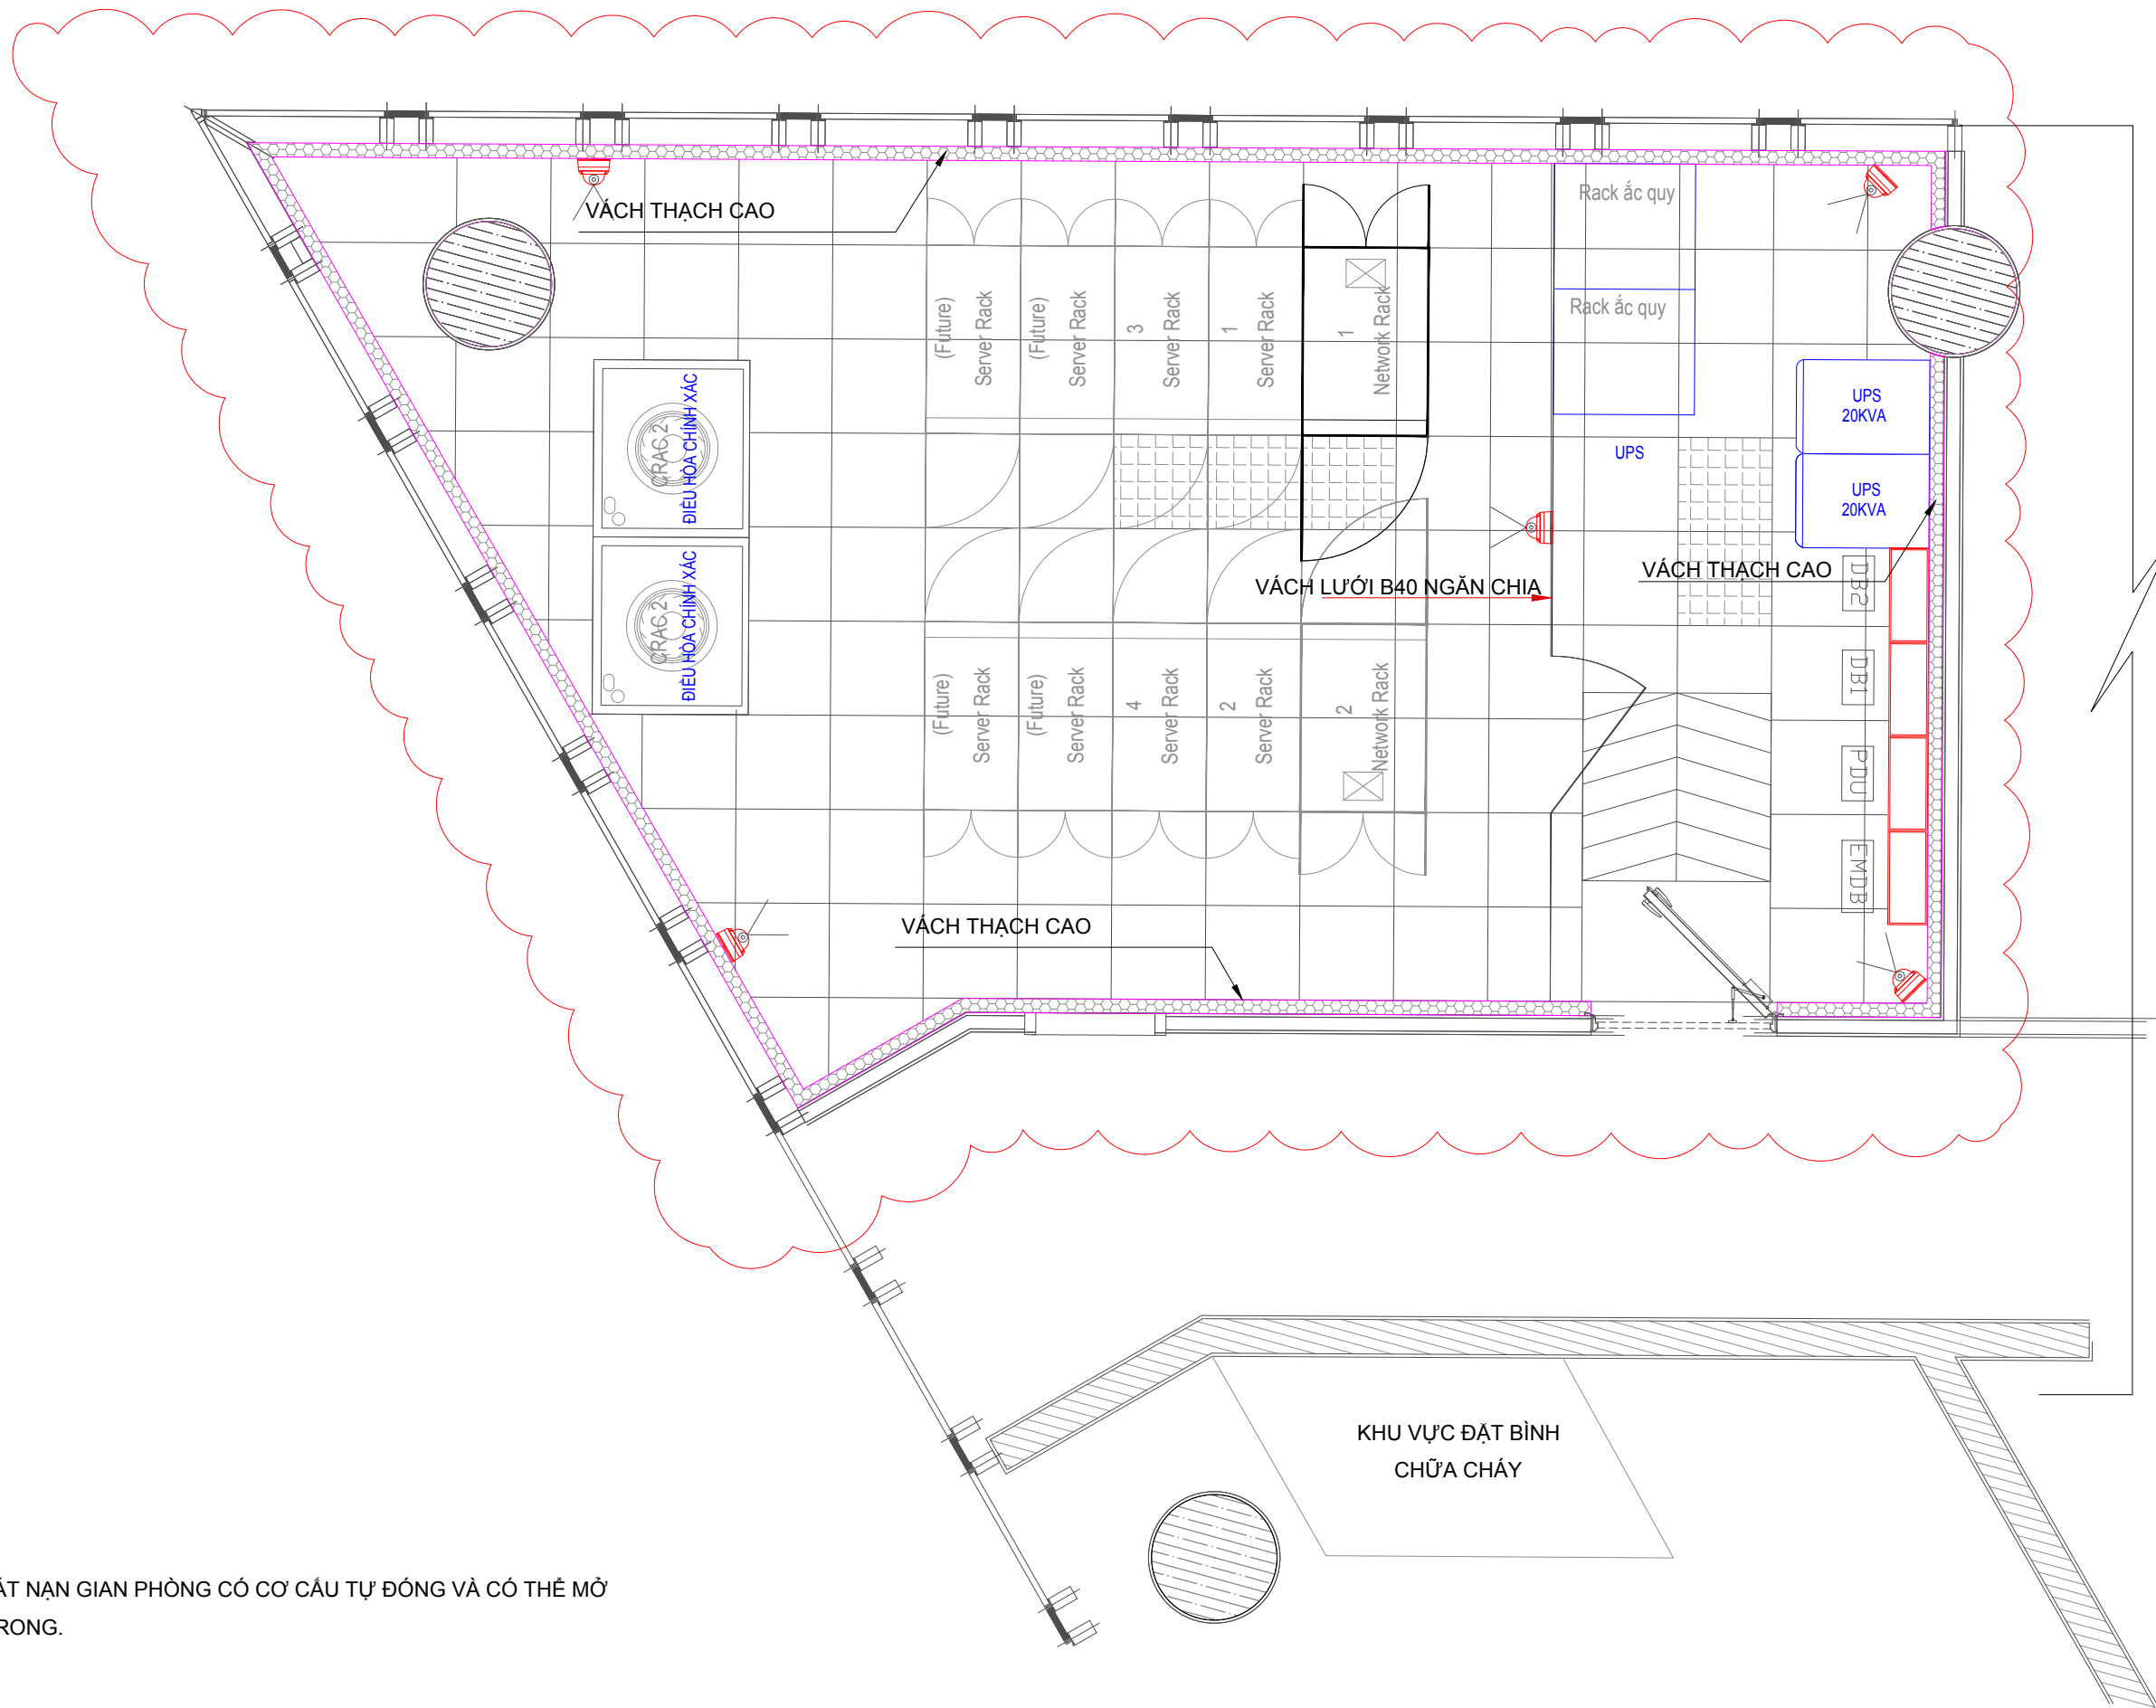 VÁCH THẠCH CAO
Rack ắc quy
Rack ắc quy
(Future)
Server Rack
(Future)
Server Rack
3
Server Rack
1
Server Rack
1
Network Rack
CRAC 2
ĐIỀU HÒA CHÍNH XÁC
CRAC 2
ĐIỀU HÒA CHÍNH XÁC
UPS
UPS
20KVA
UPS
20KVA
VÁCH LƯỚI B40 NGĂN CHIA
VÁCH THẠCH CAO
DB2
DB1
PDU
EMDB
(Future)
Server Rack
(Future)
Server Rack
4
Server Rack
2
Server Rack
2
Network Rack
VÁCH THẠCH CAO
KHU VỰC ĐẶT BÌNH
CHỮA CHÁY
NẠN GIAN PHÒNG CÓ CƠ CẤU TỰ ĐÓNG VÀ CÓ THỂ MỞ